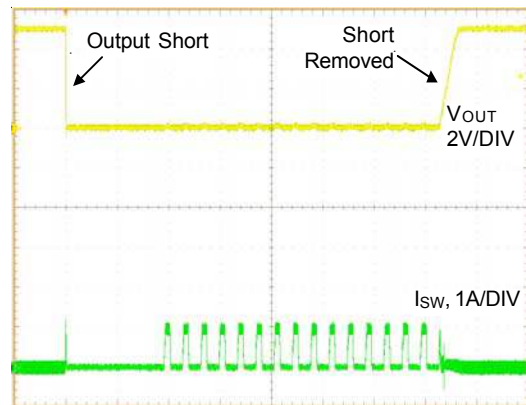 Output Short
Short
Removed
VOUT
2V/DIV
ISW, 1A/DIV